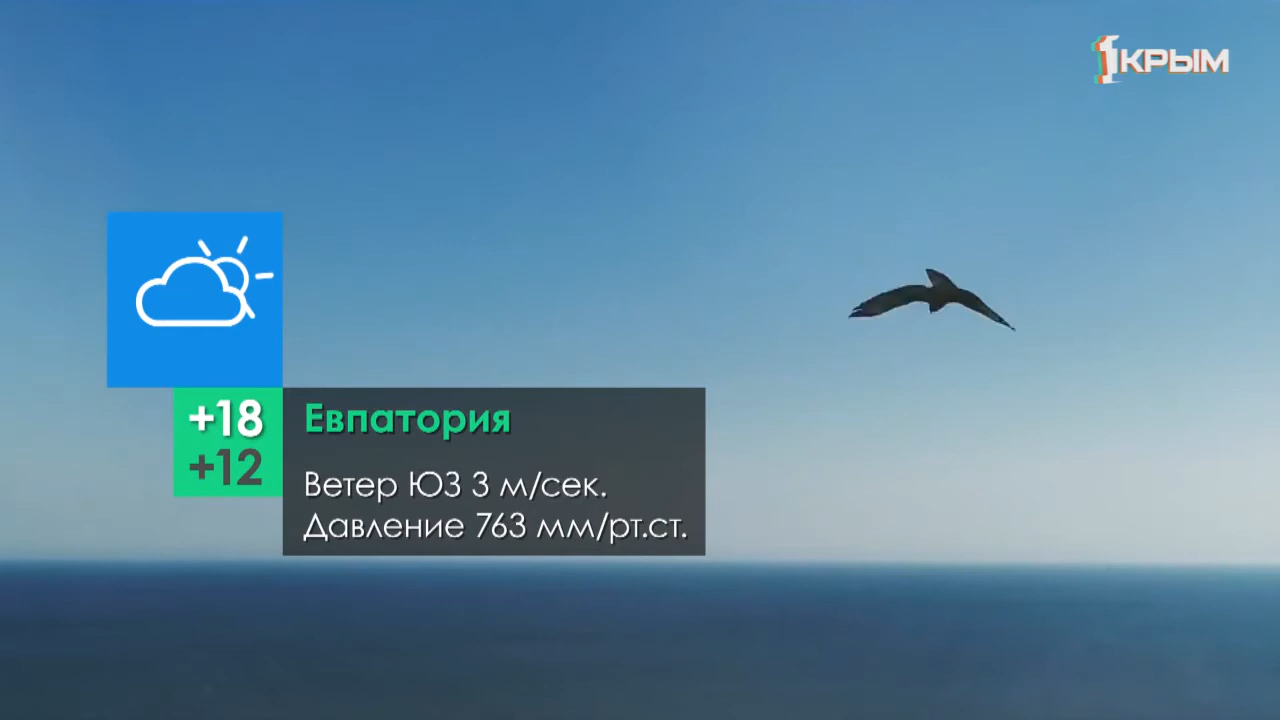 1КРЫМ
+18
+12
Евпатория
Ветер ЮЗ 3 м/сек.
Давление 763 мм/рт.ст.